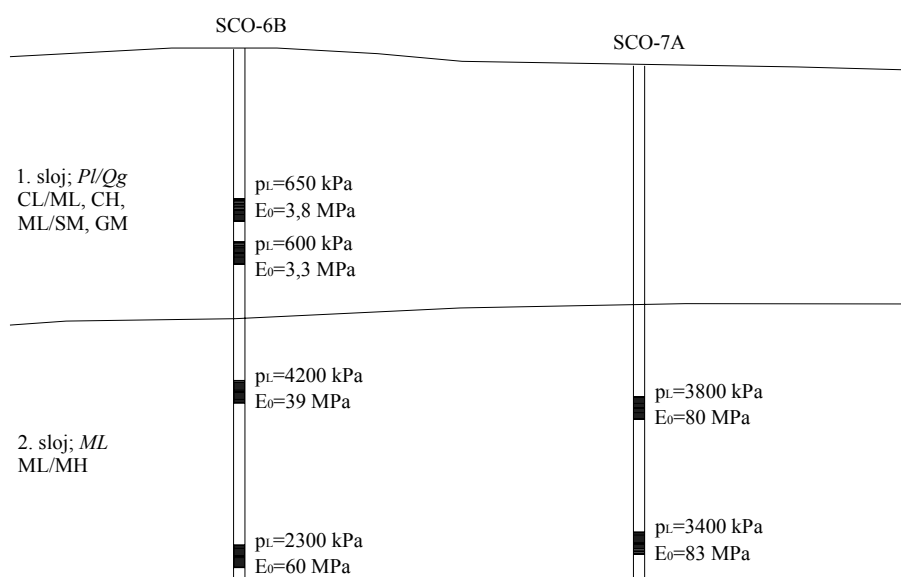 SCO-6B
SCO-7A
1. sloj; Pl/Qg
CL/ML, CH,
ML/SM, GM
pL=650 kPa
E0=3,8 MPa
pL=600 kPa
E0=3,3 MPa
pL=4200 kPa
E0=39 MPa
pL=3800 kPa
E0=80 MPa
2. sloj; ML
ML/MH
pL=2300 kPa
E0=60 MPa
pL=3400 kPa
E0=83 MPa